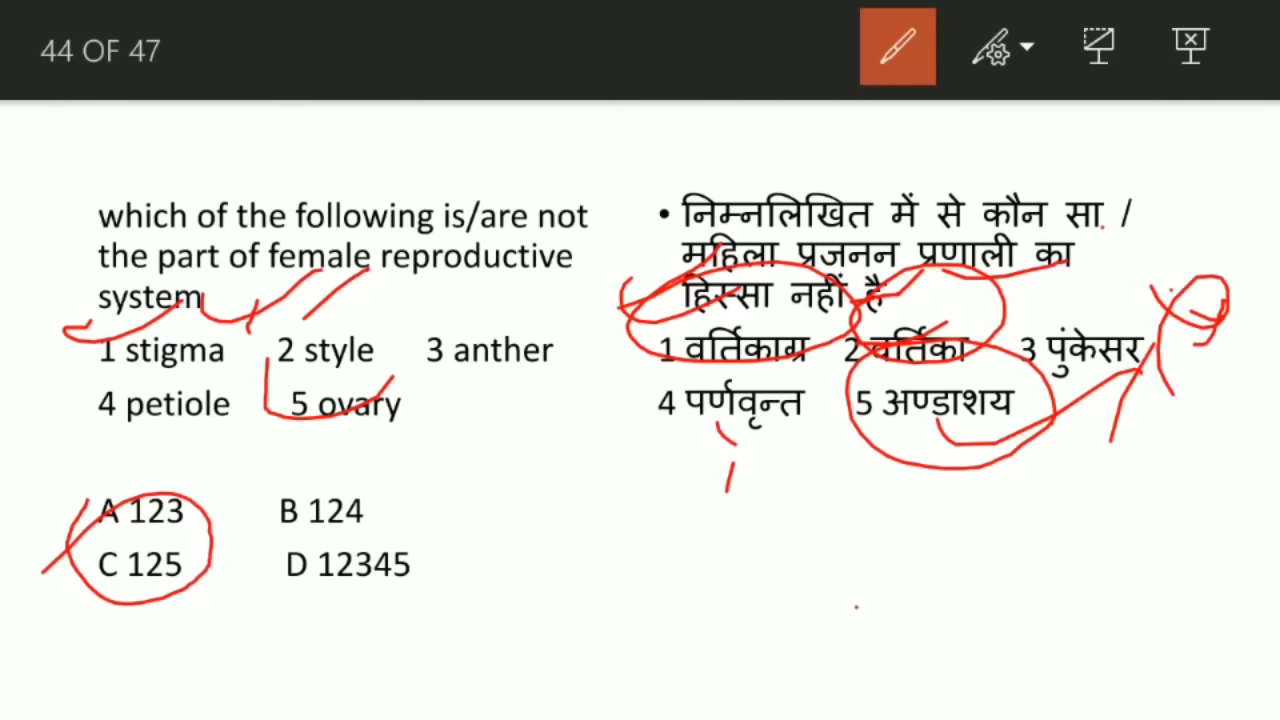 44 OF 47
which of the following is/are not
the part of female reproductive
system
1 stigma 2 style 3 anther
4 petiole 5 ovary
A 123 B 124
C 125 D 12345
• निम्नलिखित में से कौन सा /
महिला प्रजनन प्रणाली का
हिस्सा नहीं है
1 वर्तिकाग्र 2 वर्तिका 3 पुंकेसर
4 पर्णवृन्त 5 अण्डाशय